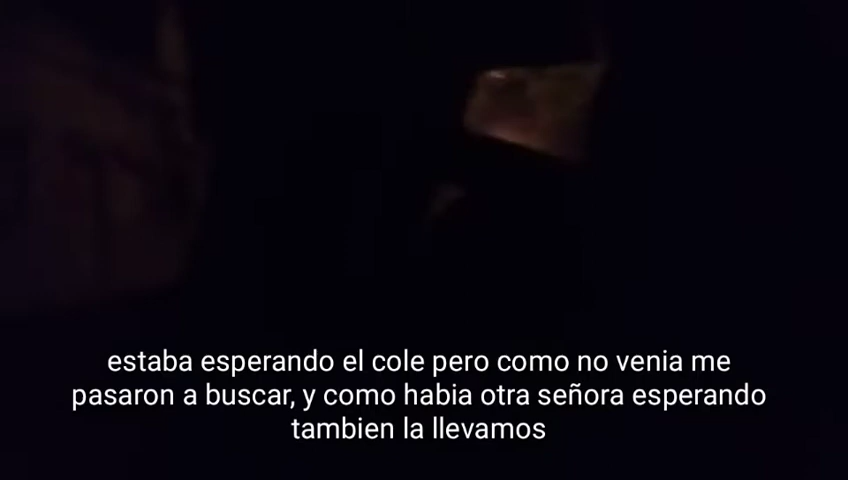 estaba esperando el cole pero como no venia me
pasaron a buscar, y como habia otra señora esperando
tambien la llevamos